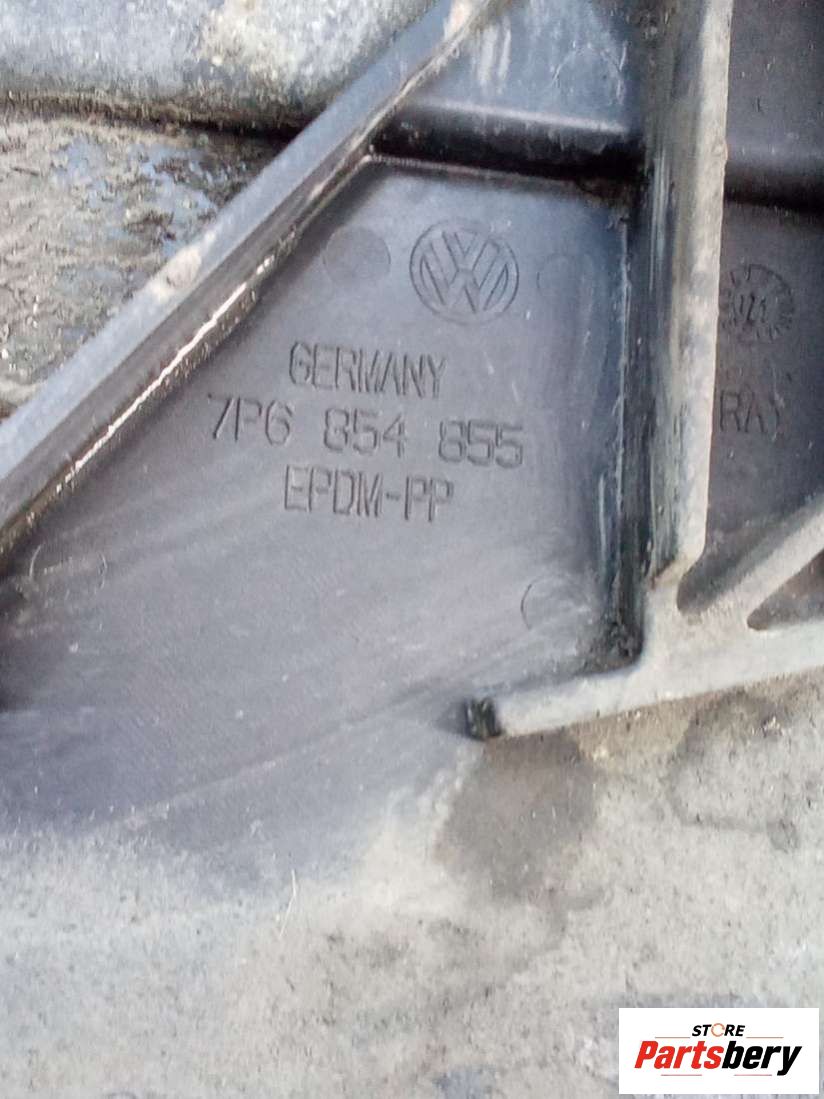 GERMANY
7P6 854 855
EPDM-PP
STORE
Partsbery